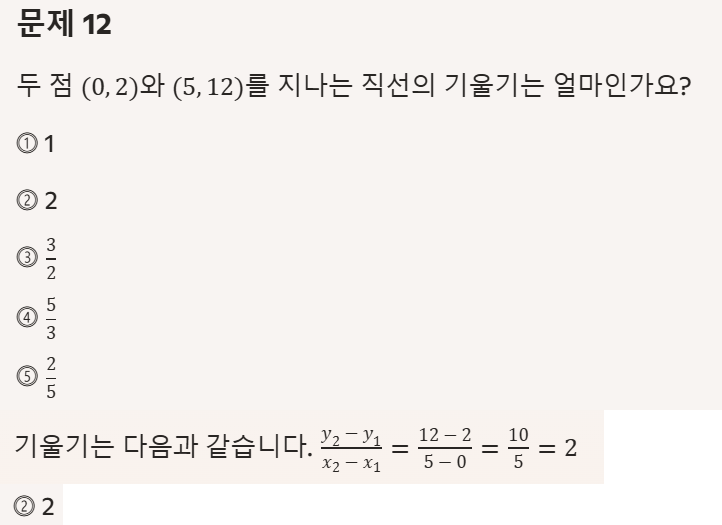 문제 12
두 점 (0, 2)와 (5, 12)를 지나는 직선의 기울기는 얼마인가요?
① 1
② 2
③ 3/2
④ 5/3
⑤ 2/5
기울기는 다음과 같습니다. (y₂ − y₁)/(x₂ − x₁) = (12 − 2)/(5 − 0) = 10/5 = 2
② 2